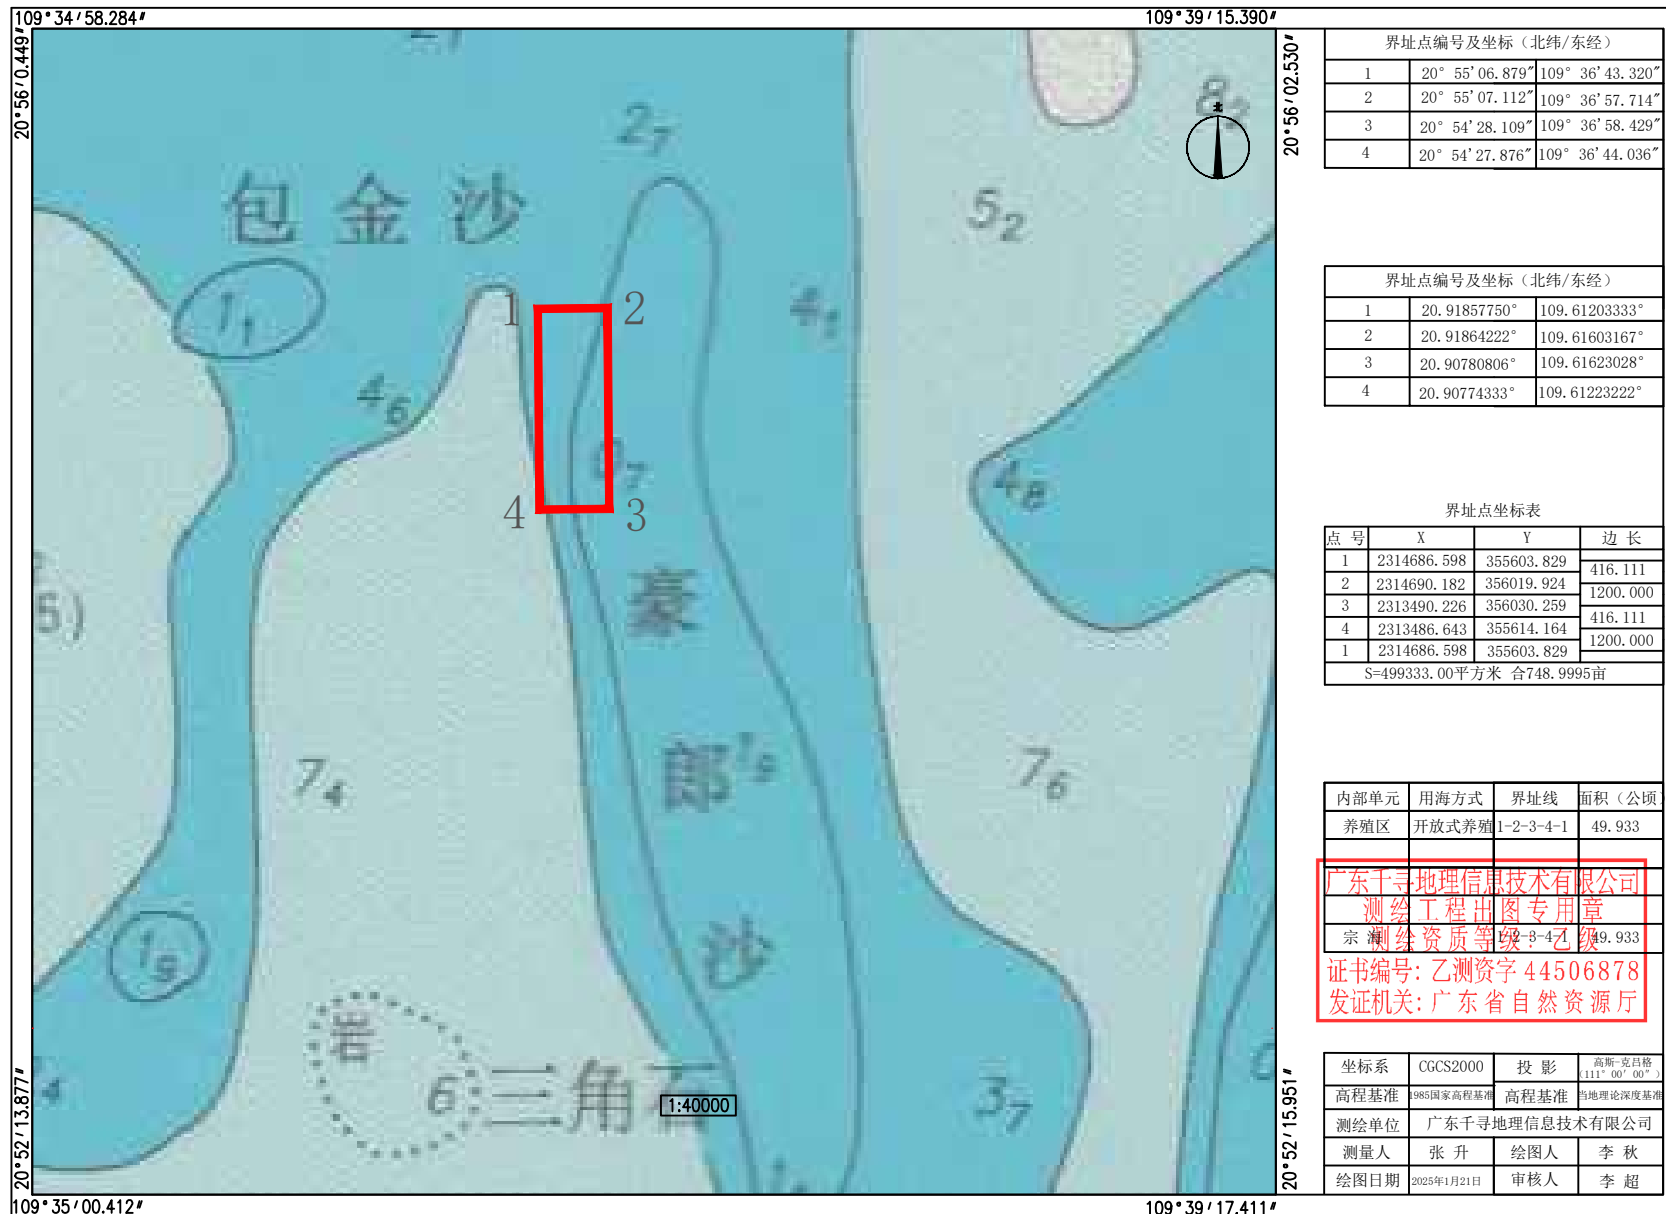 109°34′58.284″
109°39′15.390″
20°56′0.449″
20°56′02.530″
2₇
8₂
包金沙
5₂
1₁
4₁
4₆
1
2
3
4
0₇
4₈
5)
豪
郎
沙
7₄
1₉
7₆
1₉
岩
6
三角
3₇
4
1:40000
20°52′13.877″
20°52′15.951″
109°35′00.412″
109°39′17.411″
界址点编号及坐标（北纬/东经）
1 20° 55′06.879″ 109° 36′43.320″
2 20° 55′07.112″ 109° 36′57.714″
3 20° 54′28.109″ 109° 36′58.429″
4 20° 54′27.876″ 109° 36′44.036″
界址点编号及坐标（北纬/东经）
1 20.91857750° 109.61203333°
2 20.91864222° 109.61603167°
3 20.90780806° 109.61623028°
4 20.90774333° 109.61223222°
界址点坐标表
点号 X Y 边长
1 2314686.598 355603.829
416.111
2 2314690.182 356019.924
1200.000
3 2313490.226 356030.259
416.111
4 2313486.643 355614.164
1200.000
1 2314686.598 355603.829
S=499333.00平方米 合748.9995亩
内部单元 用海方式 界址线 面积（公顷）
养殖区 开放式养殖 1-2-3-4-1 49.933
宗海 1-2-3-4-1 49.933
广东千寻地理信息技术有限公司
测绘工程出图专用章
测绘资质等级：乙级
证书编号：乙测资字44506878
发证机关：广东省自然资源厅
坐标系 CGCS2000 投影 高斯-克吕格
(111°00′00″)
高程基准 1985国家高程基准 高程基准 当地理论深度基准
测绘单位 广东千寻地理信息技术有限公司
测量人 张升 绘图人 李秋
绘图日期 2025年1月21日 审核人 李超